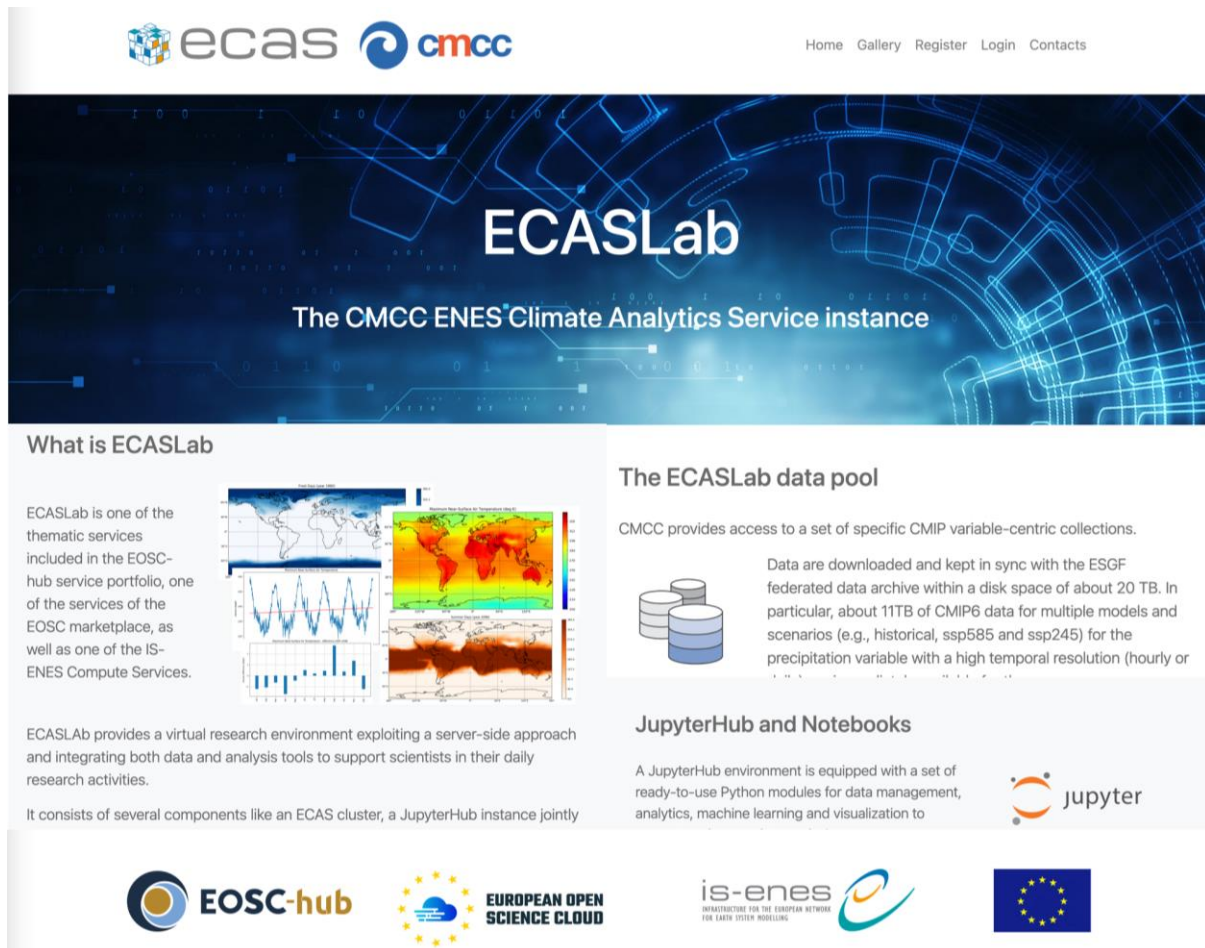 ecas cmcc
Home Gallery Register Login Contacts
ECASLab
The CMCC ENES Climate Analytics Service instance
What is ECASLab
ECASLab is one of the
thematic services
included in the EOSC-
hub service portfolio, one
of the services of the
EOSC marketplace, as
well as one of the IS-
ENES Compute Services.
ECASLAb provides a virtual research environment exploiting a server-side approach
and integrating both data and analysis tools to support scientists in their daily
research activities.
It consists of several components like an ECAS cluster, a JupyterHub instance jointly
The ECASLab data pool
CMCC provides access to a set of specific CMIP variable-centric collections.
Data are downloaded and kept in sync with the ESGF
federated data archive within a disk space of about 20 TB. In
particular, about 11TB of CMIP6 data for multiple models and
scenarios (e.g., historical, ssp585 and ssp245) for the
precipitation variable with a high temporal resolution (hourly or
JupyterHub and Notebooks
A JupyterHub environment is equipped with a set of
ready-to-use Python modules for data management,
analytics, machine learning and visualization to
jupyter
EOSC-hub
EUROPEAN OPEN
SCIENCE CLOUD
is-enes
INFRASTRUCTURE FOR THE EUROPEAN NETWORK
FOR EARTH SYSTEM MODELLING